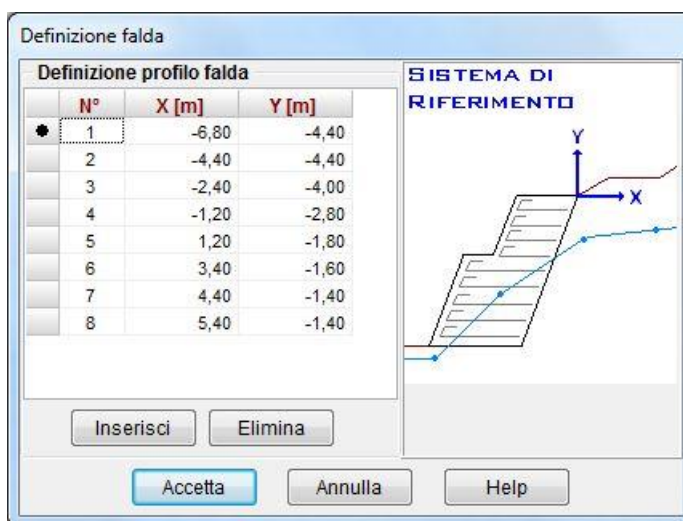 Definizione falda
Definizione profilo falda
N° X [m] Y [m]
1 -6,80 -4,40
2 -4,40 -4,40
3 -2,40 -4,00
4 -1,20 -2,80
5 1,20 -1,80
6 3,40 -1,60
7 4,40 -1,40
8 5,40 -1,40
Inserisci Elimina
SISTEMA DI
RIFERIMENTO
Y
X
Accetta Annulla Help